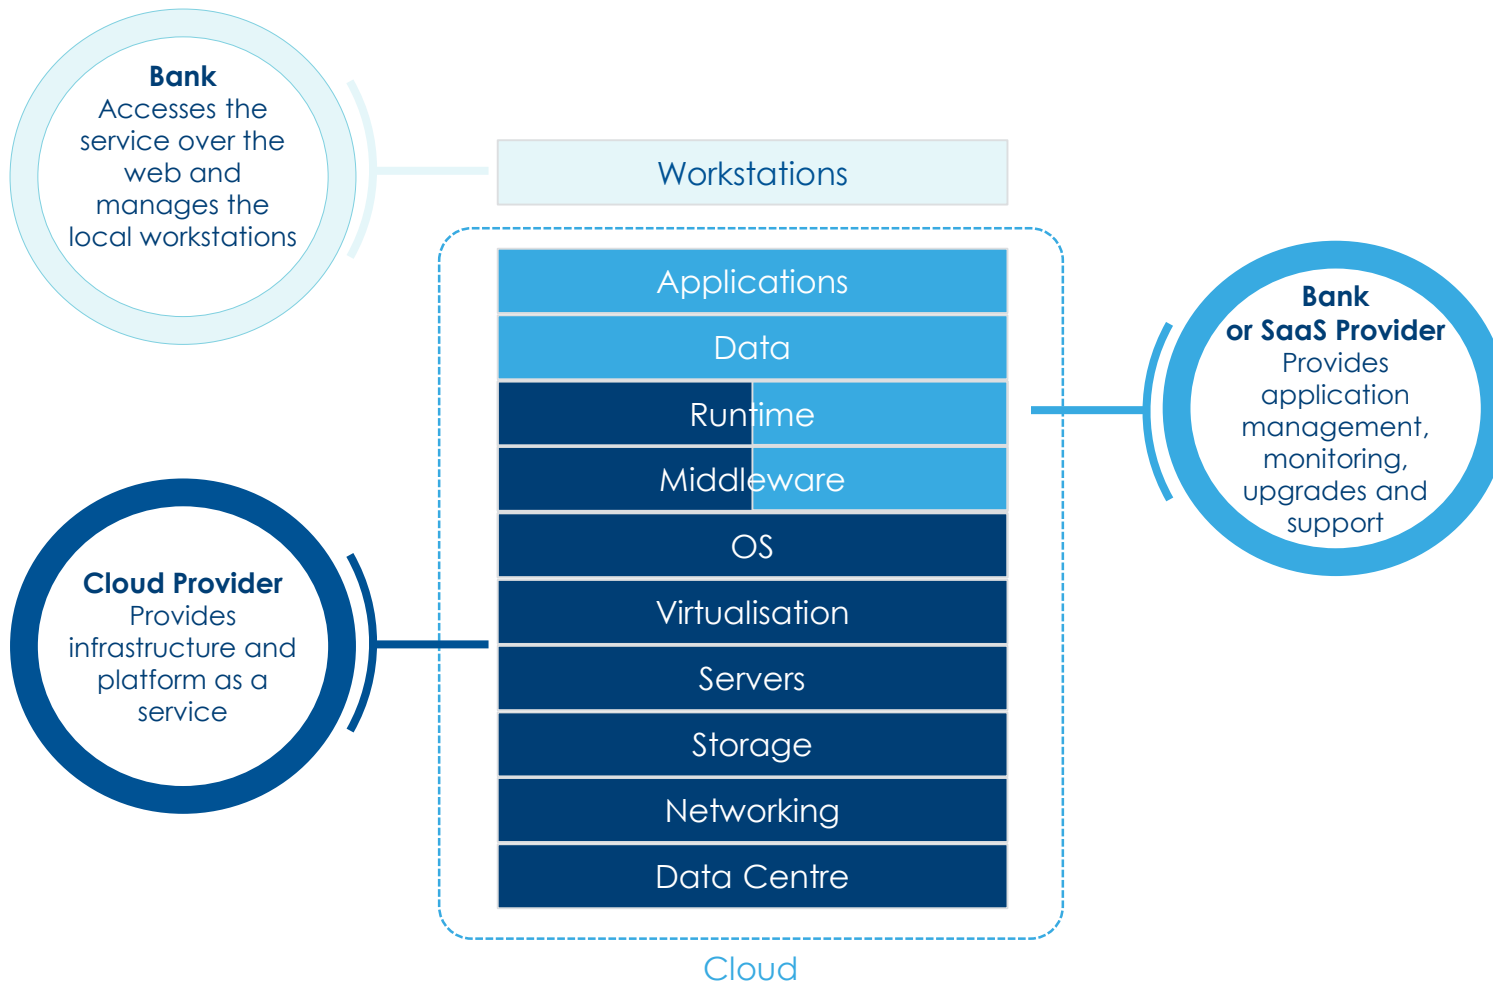 Bank
Accesses the
service over the
web and
manages the
local workstations
Workstations
Applications
Data
Runtime
Middleware
OS
Virtualisation
Servers
Storage
Networking
Data Centre
Cloud
Bank
or SaaS Provider
Provides
application
management,
monitoring,
upgrades and
support
Cloud Provider
Provides
infrastructure and
platform as a
service